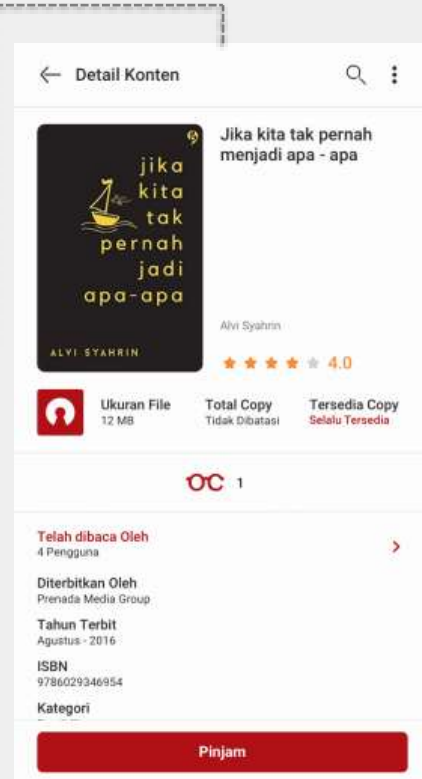 Detail Konten
jika
kita
tak
pernah
jadi
apa-apa
ALVI SYAHRIN
Jika kita tak pernah
menjadi apa - apa
Alvi Syahrin
4.0
Ukuran File
12 MB
Total Copy
Tidak Dibatasi
Tersedia Copy
Selalu Tersedia
1
Telah dibaca Oleh
4 Pengguna
Diterbitkan Oleh
Prenada Media Group
Tahun Terbit
Agustus - 2016
ISBN
9786029346954
Kategori
Pinjam